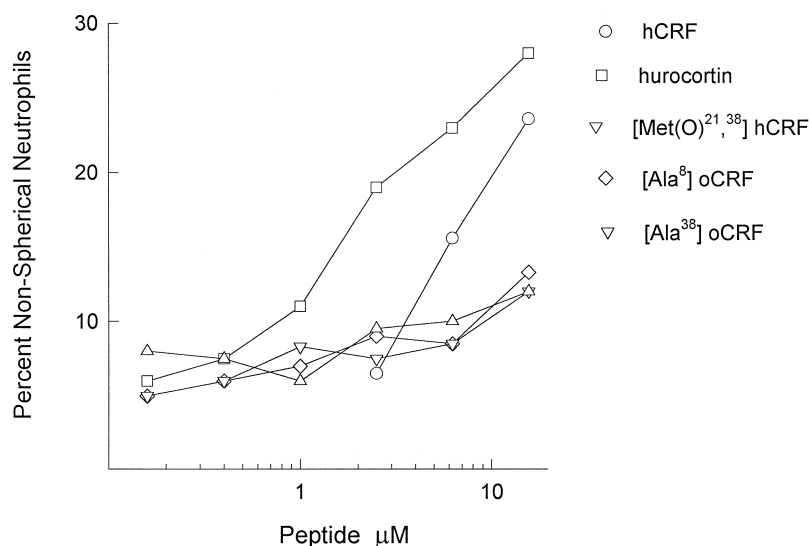 30
20
10
Percent Non-Spherical Neutrophils
1
10
Peptide μM
hCRF
hurocortin
[Met(O)²¹,³⁸] hCRF
[Ala⁸] oCRF
[Ala³⁸] oCRF